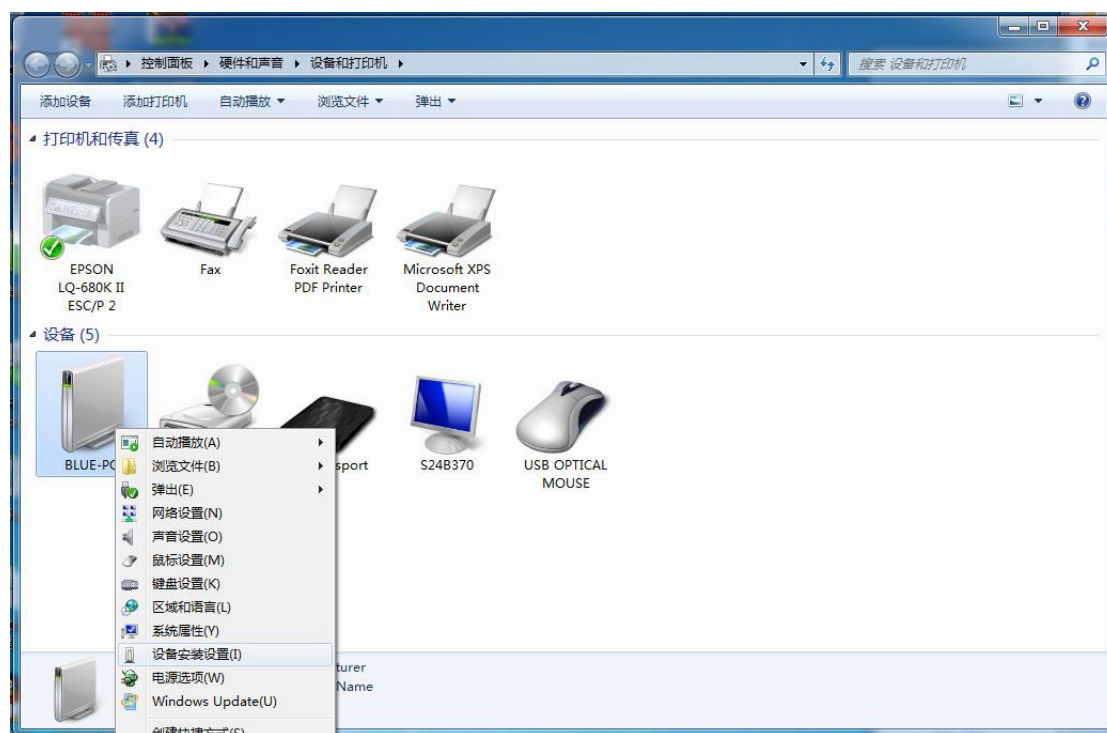 控制面板 硬件和声音 设备和打印机
搜索 设备和打印机
添加设备 添加打印机 自动播放 浏览文件 弹出
打印机和传真 (4)
EPSON
LQ-680K II
ESC/P 2
Fax
Foxit Reader
PDF Printer
Microsoft XPS
Document
Writer
设备 (5)
BLUE-PC
sport
S24B370
USB OPTICAL
MOUSE
自动播放(A)
浏览文件(B)
弹出(E)
网络设置(N)
声音设置(O)
鼠标设置(M)
键盘设置(K)
区域和语言(L)
系统属性(Y)
设备安装设置(I)
电源选项(W)
Windows Update(U)
创建快捷方式(S)
turer
Name